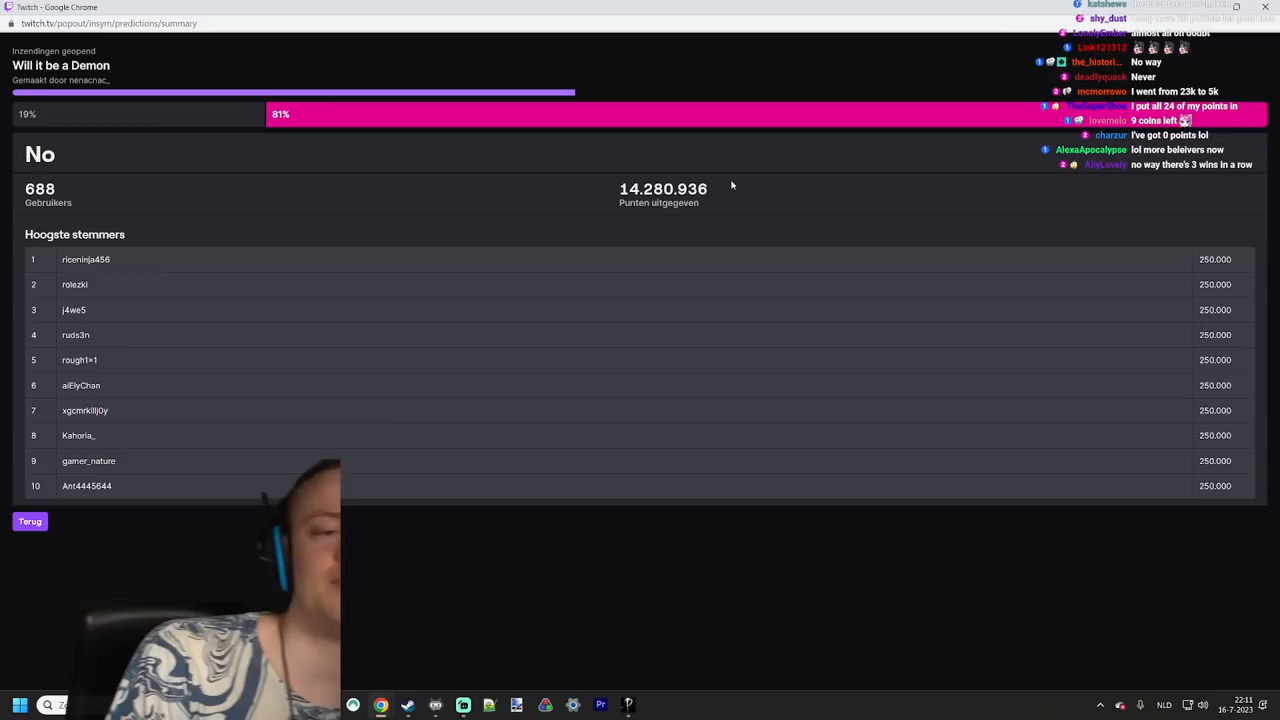 Twitch - Google Chrome
twitch.tv/popout/insym/predictions/summary
Inzendingen geopend
Will it be a Demon
Gemaakt door nenacnac_
19%
81%
No
688
Gebruikers
14.280.936
Punten uitgegeven
Hoogste stemmers
1 riceninja456 250.000
2 rolezki 250.000
3 j4we5 250.000
4 ruds3n 250.000
5 rough1x1 250.000
6 aiElyChan 250.000
7 xgcmrkillj0y 250.000
8 Kahoria_ 250.000
9 gamer_nature 250.000
10 Ant4445644 250.000
Terug
katshews
shy_dust
LonelyEmber almost all on doubt
Link121312
the_histori... No way
deadlyquack Never
mcmorrowo I went from 23k to 5k
TheSuperShoe I put all 24 of my points in
lovemelo 9 coins left
charzur I've got 0 points lol
AlexaApocalypse lol more beleivers now
AllyLovely no way there's 3 wins in a row
NLD
22:11
16-7-2023